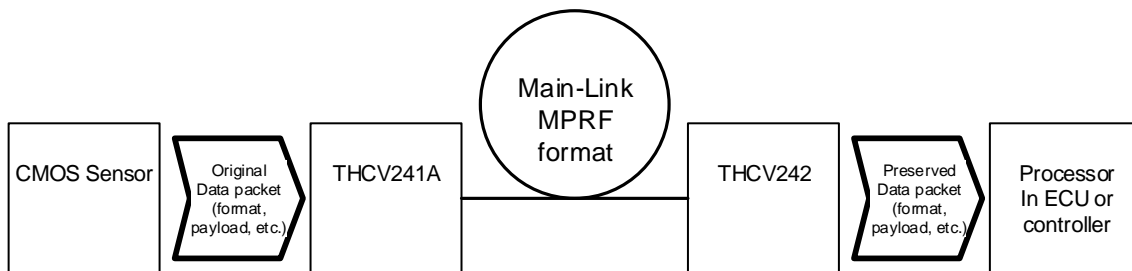 CMOS Sensor
Original
Data packet
(format,
payload, etc.)
THCV241A
Main-Link
MPRF
format
THCV242
Preserved
Data packet
(format,
payload, etc.)
Processor
In ECU or
controller